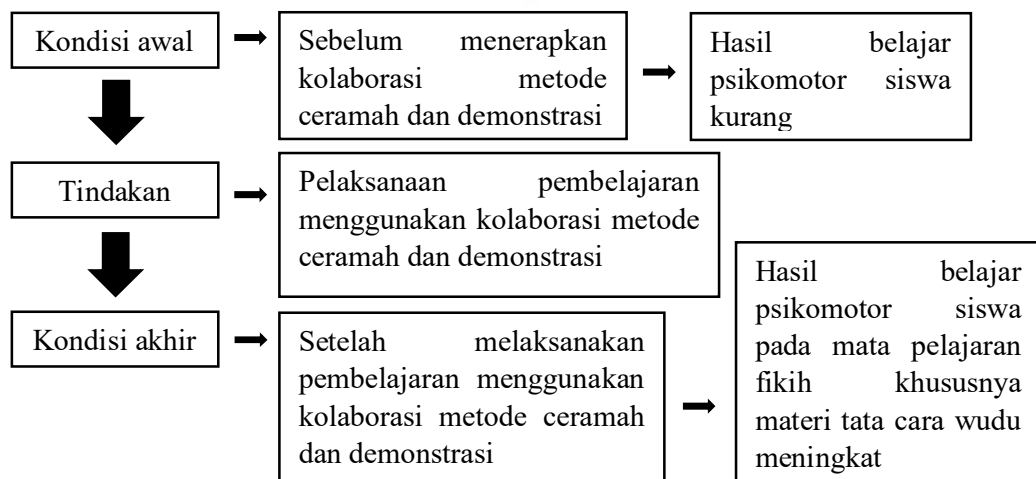 Kondisi awal
Sebelum menerapkan
kolaborasi metode
ceramah dan demonstrasi
Hasil belajar
psikomotor siswa
kurang
Tindakan
Pelaksanaan pembelajaran
menggunakan kolaborasi metode
ceramah dan demonstrasi
Kondisi akhir
Setelah melaksanakan
pembelajaran menggunakan
kolaborasi metode ceramah
dan demonstrasi
Hasil belajar
psikomotor siswa
pada mata pelajaran
fikih khususnya
materi tata cara wudu
meningkat